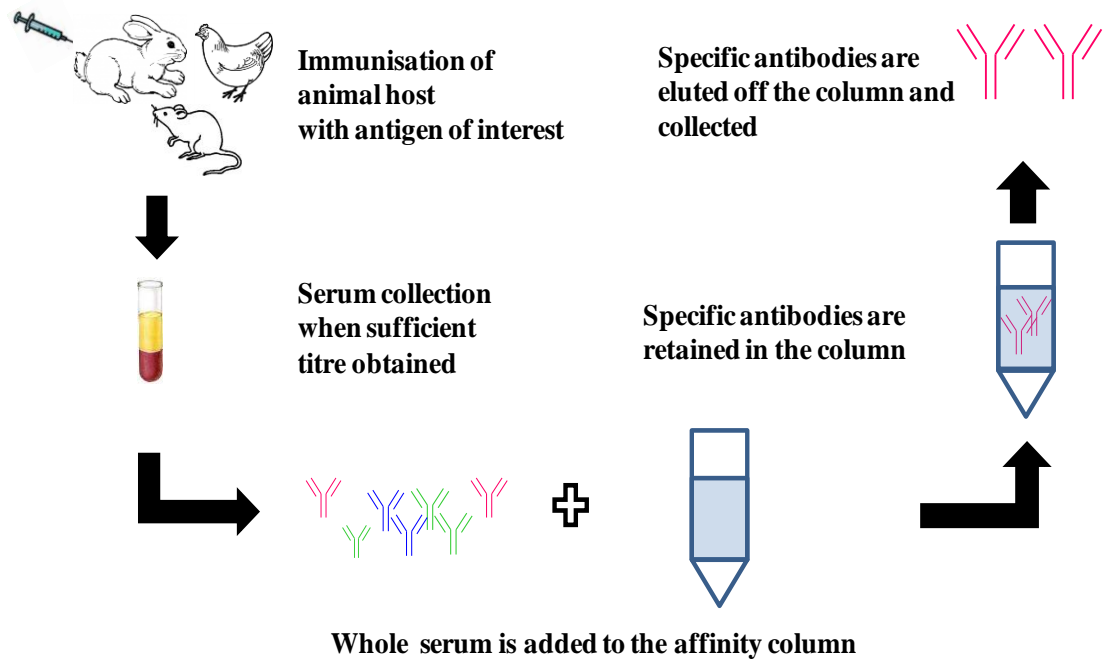 Immunisation of
animal host
with antigen of interest
Serum collection
when sufficient
titre obtained
Whole serum is added to the affinity column
Specific antibodies are
retained in the column
Specific antibodies are
eluted off the column and
collected